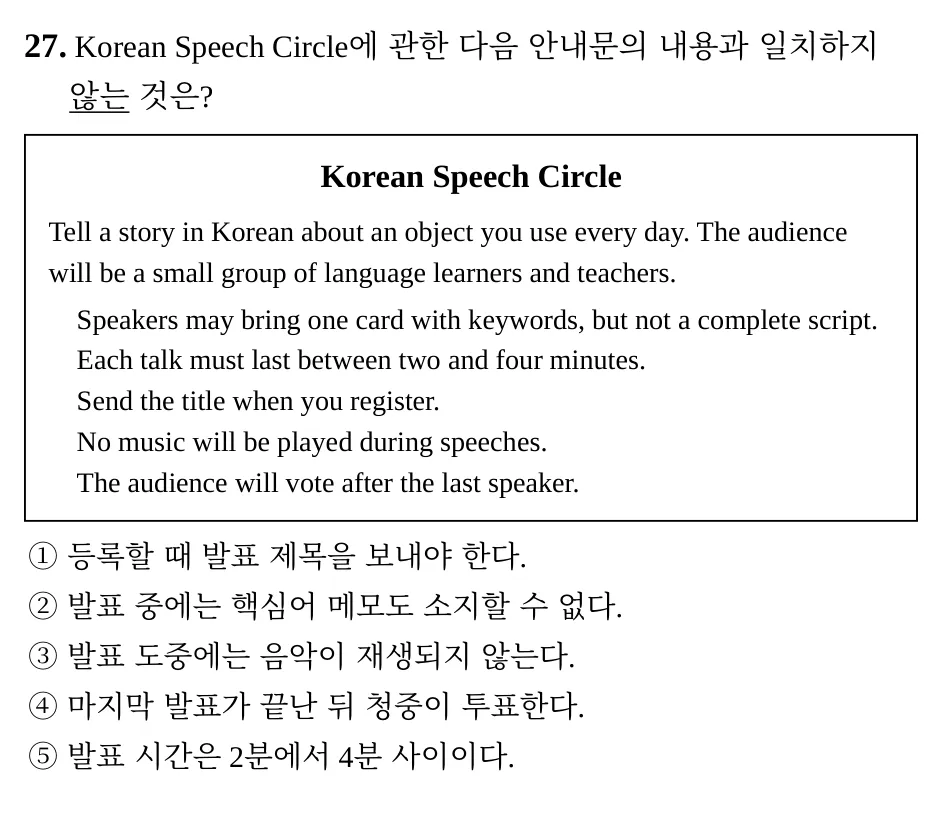 27. Korean Speech Circle에 관한 다음 안내문의 내용과 일치하지
않는 것은?
Korean Speech Circle
Tell a story in Korean about an object you use every day. The audience
will be a small group of language learners and teachers.
Speakers may bring one card with keywords, but not a complete script.
Each talk must last between two and four minutes.
Send the title when you register.
No music will be played during speeches.
The audience will vote after the last speaker.
① 등록할 때 발표 제목을 보내야 한다.
② 발표 중에는 핵심어 메모도 소지할 수 없다.
③ 발표 도중에는 음악이 재생되지 않는다.
④ 마지막 발표가 끝난 뒤 청중이 투표한다.
⑤ 발표 시간은 2분에서 4분 사이이다.